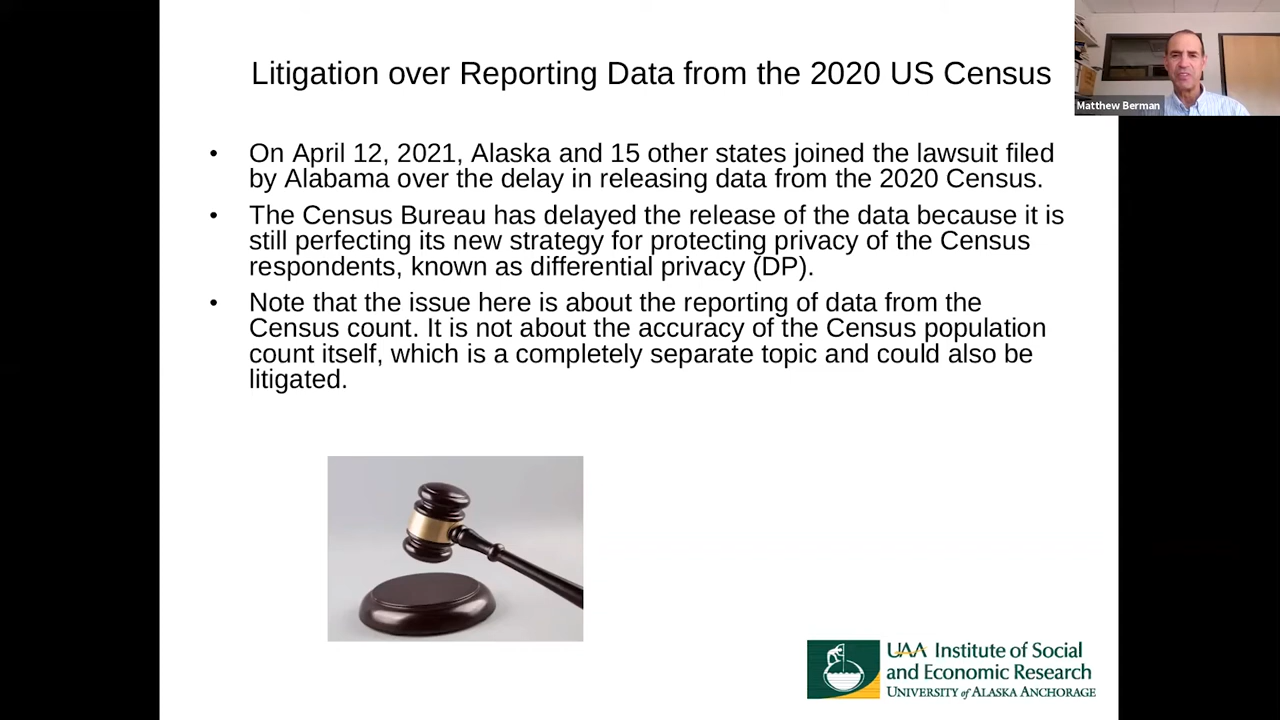 Litigation over Reporting Data from the 2020 US Census
Matthew Berman
• On April 12, 2021, Alaska and 15 other states joined the lawsuit filed
by Alabama over the delay in releasing data from the 2020 Census.
• The Census Bureau has delayed the release of the data because it is
still perfecting its new strategy for protecting privacy of the Census
respondents, known as differential privacy (DP).
• Note that the issue here is about the reporting of data from the
Census count. It is not about the accuracy of the Census population
count itself, which is a completely separate topic and could also be
litigated.
UAA Institute of Social
and Economic Research
UNIVERSITY of ALASKA ANCHORAGE